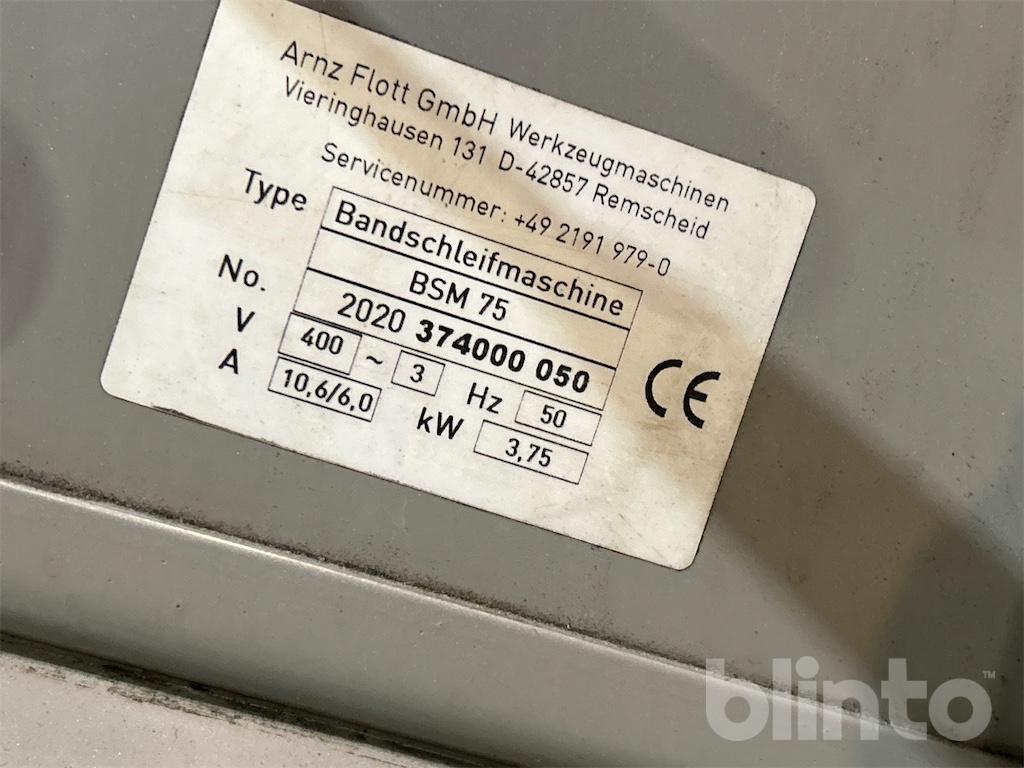 Arnz Flott GmbH Werkzeugmaschinen
Vieringhausen 131 D-42857 Remscheid
Servicenummer: +49 2191 979-0
Type Bandschleifmaschine
BSM 75
No. 2020 374000 050
V 400 ~ 3 Hz 50
A 10,6/6,0 kW 3,75
CE
blinto™